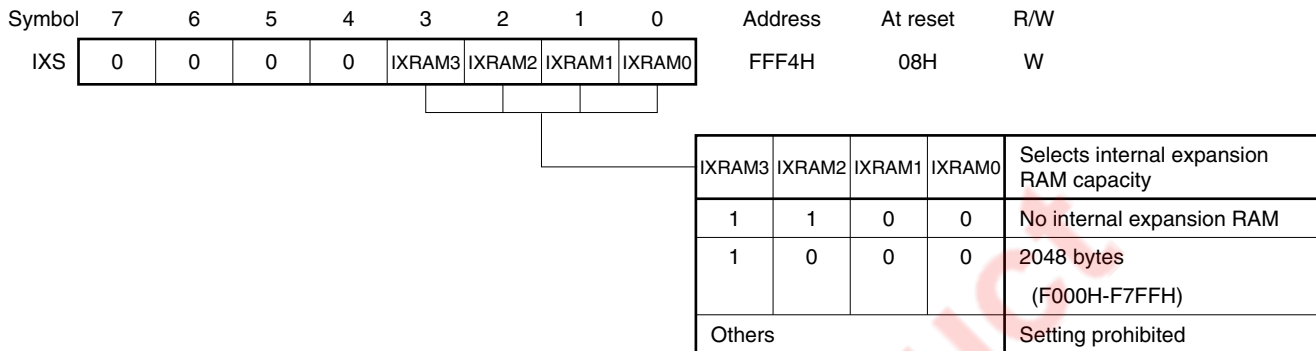 Symbol 7 6 5 4 3 2 1 0 Address At reset R/W
IXS 0 0 0 0 IXRAM3 IXRAM2 IXRAM1 IXRAM0 FFF4H 08H W
IXRAM3 IXRAM2 IXRAM1 IXRAM0 Selects internal expansion
RAM capacity
1 1 0 0 No internal expansion RAM
1 0 0 0 2048 bytes
(F000H-F7FFH)
Others Setting prohibited
uct